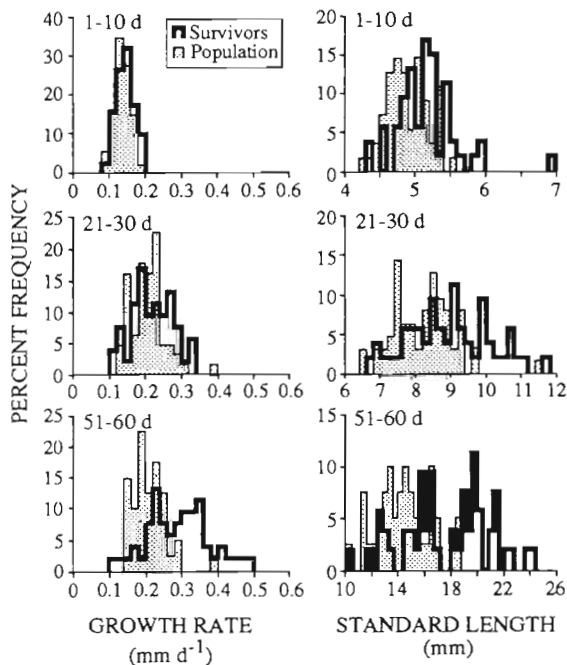 PERCENT FREQUENCY
1-10 d
Survivors
Population
40
30
20
10
0
0 0.1 0.2 0.3 0.4 0.5 0.6
1-10 d
20
15
10
5
0
4 5 6 7
21-30 d
25
20
15
10
5
0
0 0.1 0.2 0.3 0.4 0.5 0.6
21-30 d
20
15
10
5
0
6 7 8 9 10 11 12
51-60 d
25
20
15
10
5
0
0 0.1 0.2 0.3 0.4 0.5 0.6
GROWTH RATE
(mm d-1)
51-60 d
15
10
5
0
10 14 18 22 26
STANDARD LENGTH
(mm)